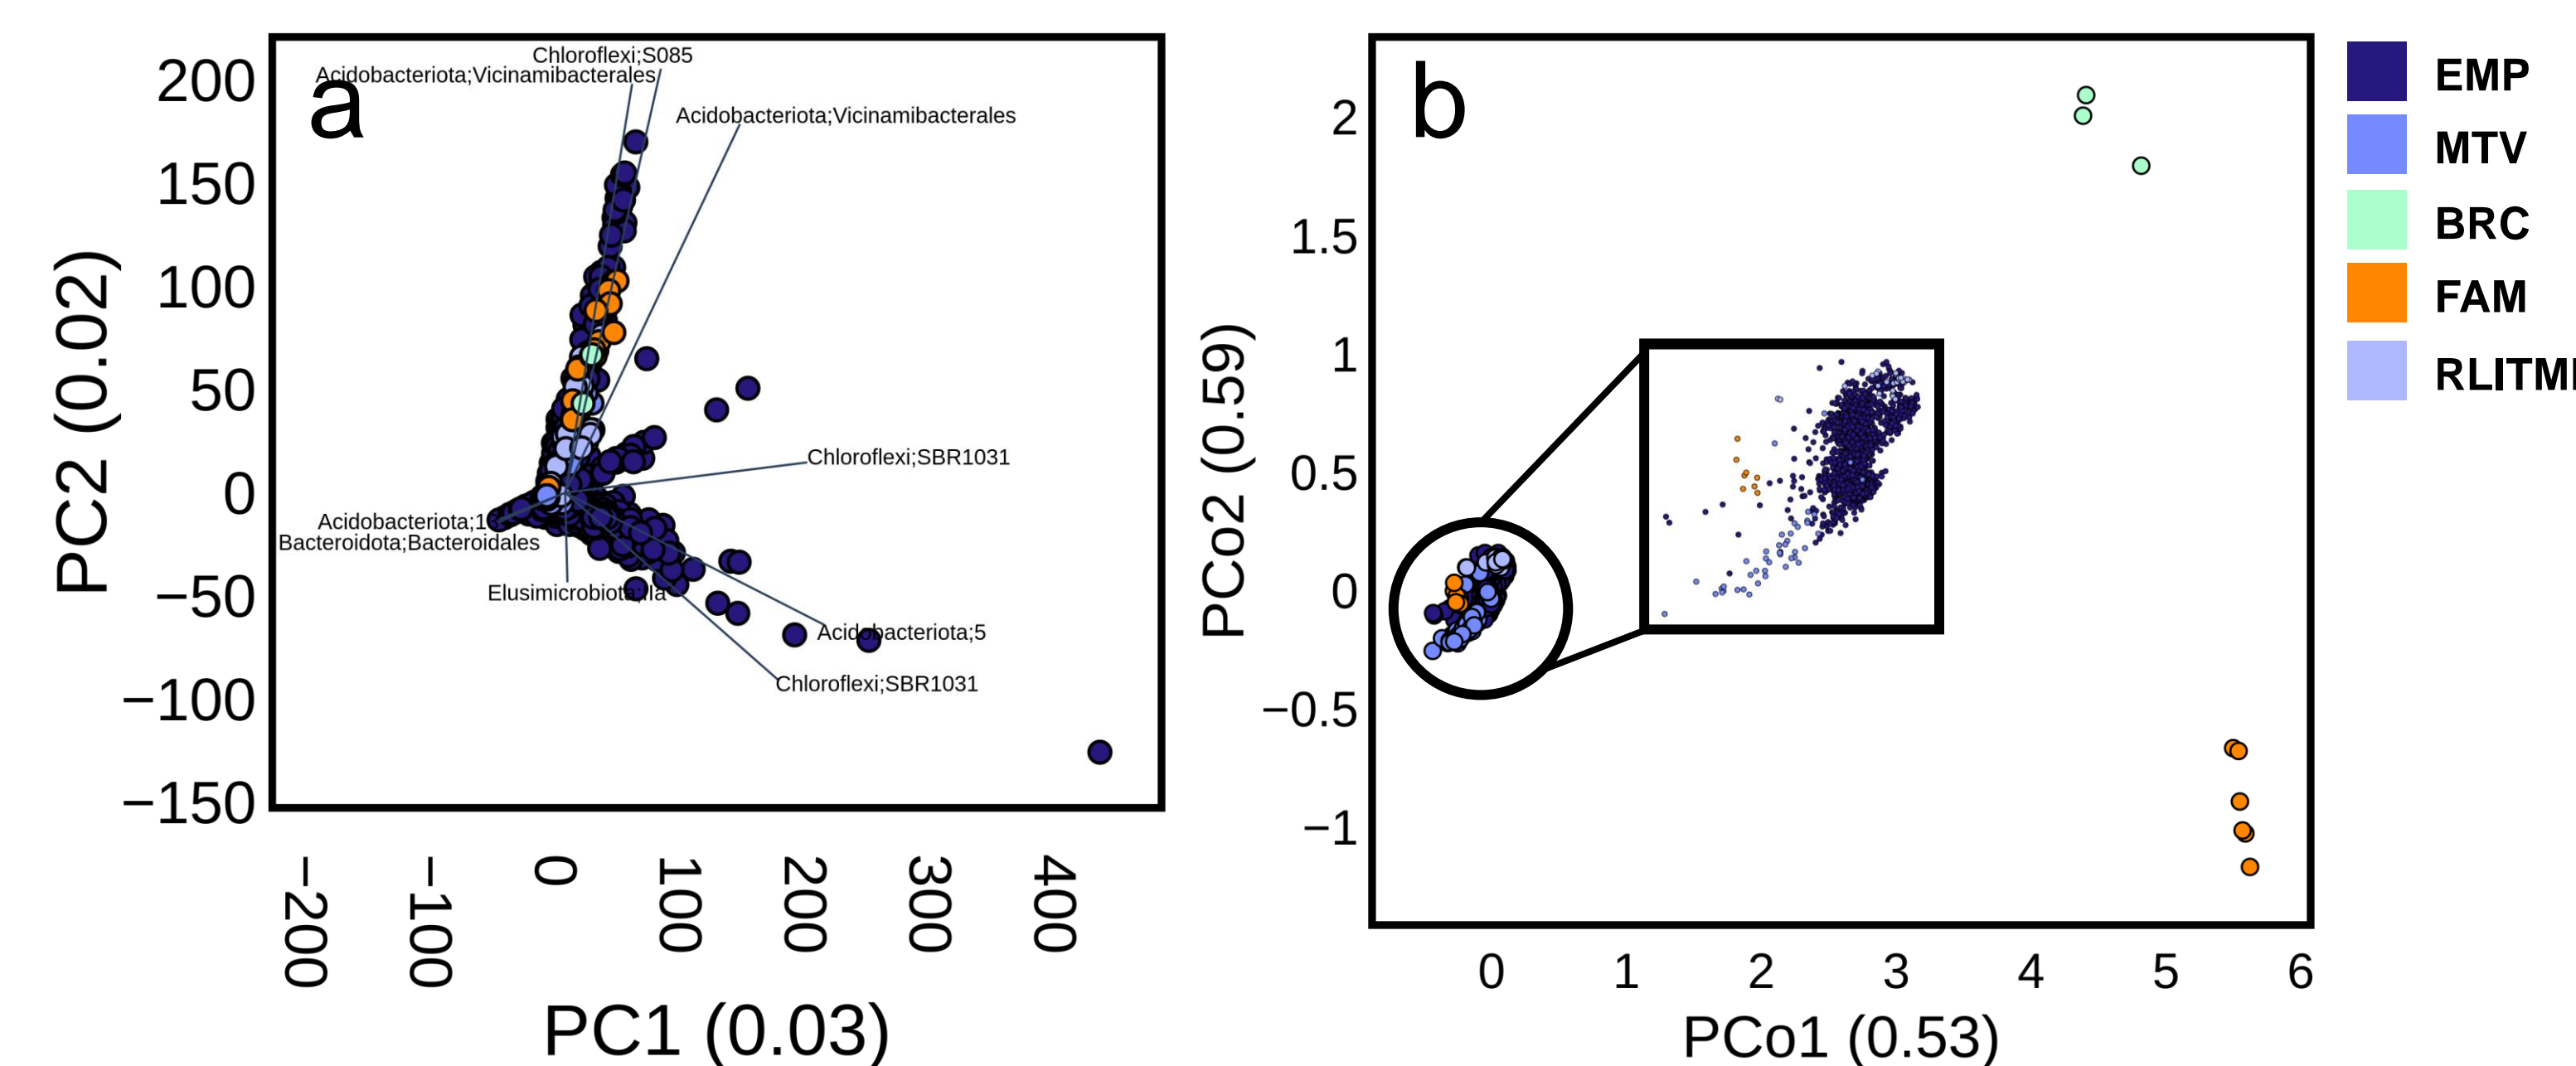 a
Chloroflexi;S085
Acidobacteriota;Vicinamibacterales
Acidobacteriota;Vicinamibacterales
Chloroflexi;SBR1031
Acidobacteriota;1
Bacteroidota;Bacteroidales
Elusimicrobiota;IIa
Acidobacteriota;5
Chloroflexi;SBR1031
200
150
100
50
0
−50
−100
−150
PC2 (0.02)
−200
−100
0
100
200
300
400
PC1 (0.03)
b
2
1.5
1
0.5
0
−0.5
−1
PCo2 (0.59)
0
1
2
3
4
5
6
PCo1 (0.53)
EMP
MTV
BRC
FAM